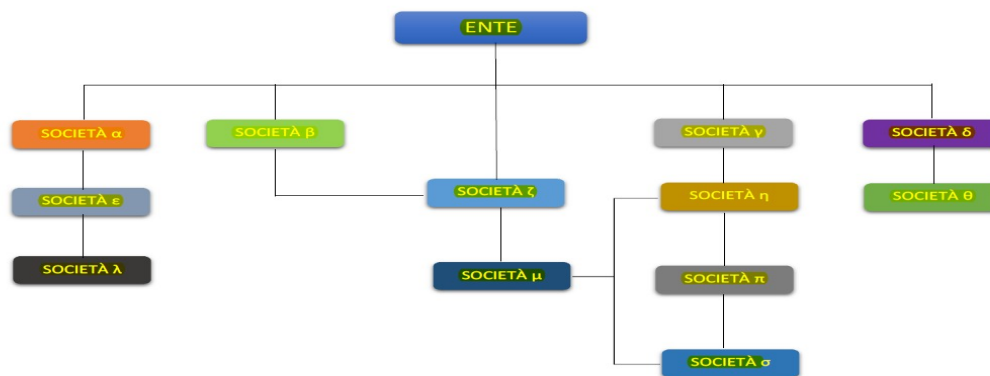 ENTE
SOCIETÀ α
SOCIETÀ β
SOCIETÀ γ
SOCIETÀ δ
SOCIETÀ ε
SOCIETÀ ζ
SOCIETÀ η
SOCIETÀ θ
SOCIETÀ λ
SOCIETÀ μ
SOCIETÀ π
SOCIETÀ σ